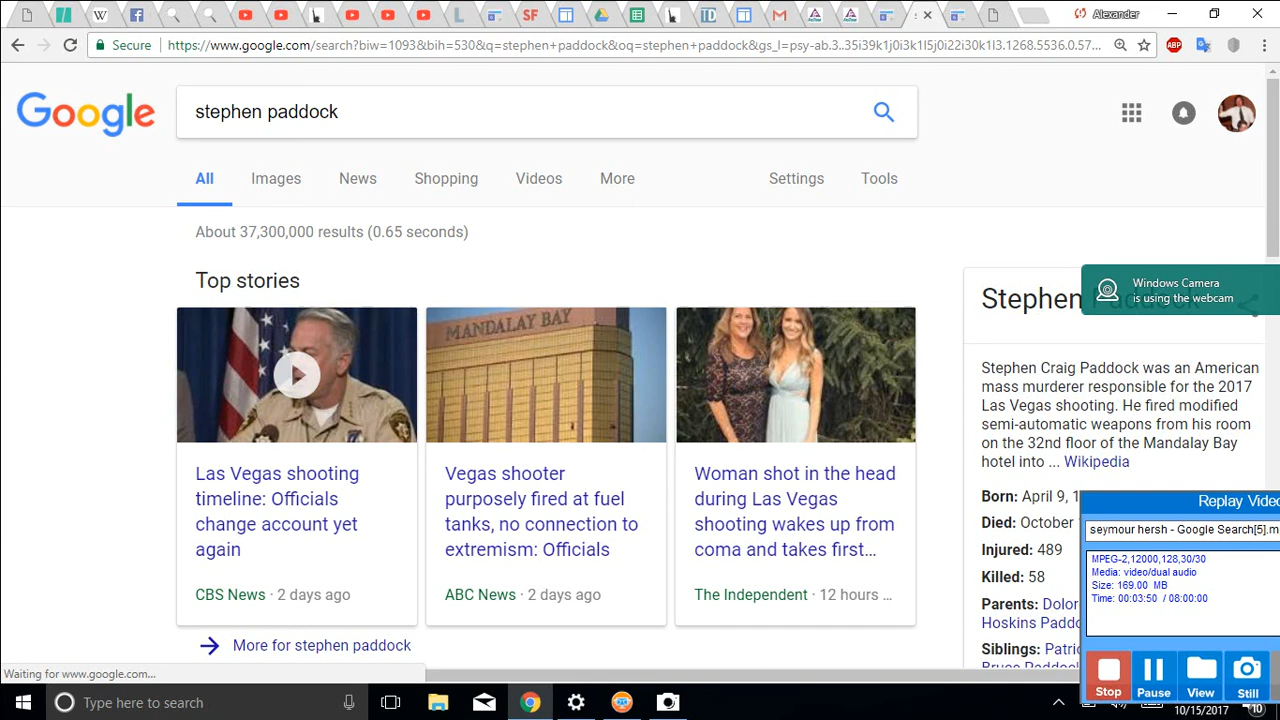 Alexander
Secure
https://www.google.com/search?biw=1093&bih=530&q=stephen+paddock&oq=stephen+paddock&gs_l=psy-ab.3..35i39k1j0i3k1l5j0i22i30k1l3.1268.5536.0.57...
ABP
Google
stephen paddock
All
Images
News
Shopping
Videos
More
Settings
Tools
About 37,300,000 results (0.65 seconds)
Top stories
MANDALAY BAY
Las Vegas shooting
timeline: Officials
change account yet
again
CBS News · 2 days ago
Vegas shooter
purposely fired at fuel
tanks, no connection to
extremism: Officials
ABC News · 2 days ago
Woman shot in the head
during Las Vegas
shooting wakes up from
coma and takes first...
The Independent · 12 hours ...
More for stephen paddock
Stephen
Windows Camera
is using the webcam
Stephen Craig Paddock was an American
mass murderer responsible for the 2017
Las Vegas shooting. He fired modified
semi-automatic weapons from his room
on the 32nd floor of the Mandalay Bay
hotel into ... Wikipedia
Born: April 9, 1
Died: October
Injured: 489
Killed: 58
Parents: Dolor
Hoskins Paddo
Siblings: Patric
Bruce Paddock
Replay Vide
seymour hersh - Google Search[5].m
MPEG-2,12000,128,30/30
Media: video/dual audio
Size: 169.00 MB
Time: 00:03:50 / 08:00:00
Stop
Pause
View
Still
Waiting for www.google.com...
Type here to search
10/15/2017
10